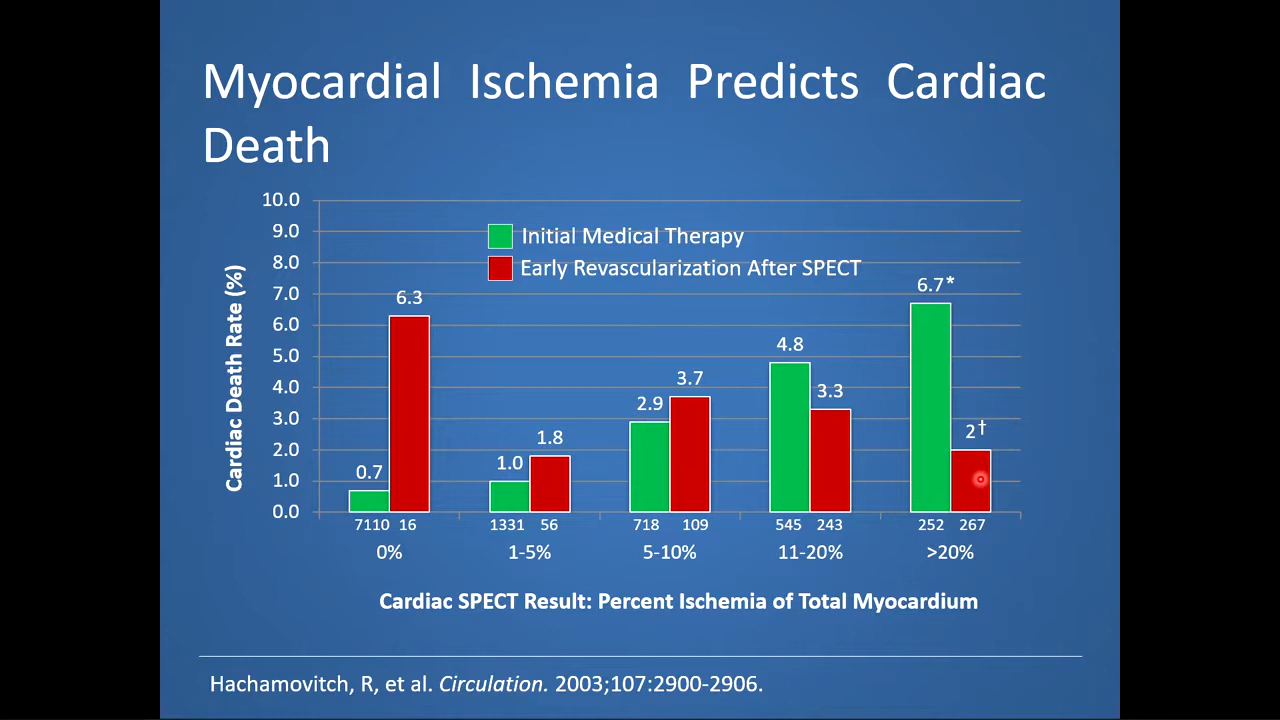 Myocardial Ischemia Predicts Cardiac
Death
Cardiac Death Rate (%)
10.0
9.0
8.0
7.0
6.0
5.0
4.0
3.0
2.0
1.0
0.0
Initial Medical Therapy
Early Revascularization After SPECT
0.7 6.3
1.0 1.8
2.9 3.7
4.8 3.3
6.7* 2†
7110 16 1331 56 718 109 545 243 252 267
0% 1-5% 5-10% 11-20% >20%
Cardiac SPECT Result: Percent Ischemia of Total Myocardium
Hachamovitch, R, et al. Circulation. 2003;107:2900-2906.